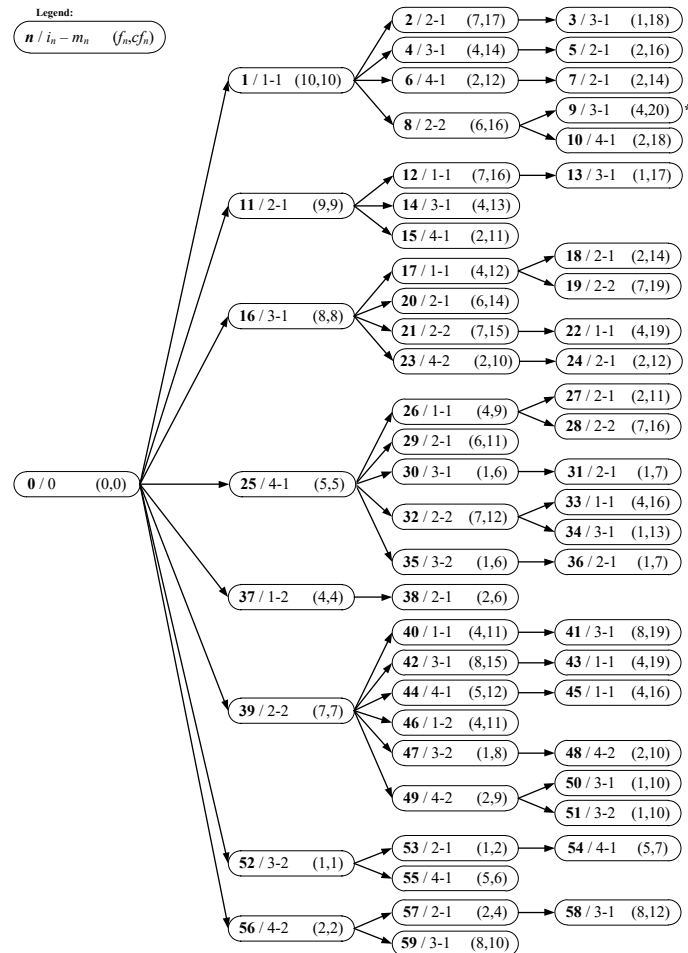 Legend:
n / iₙ – mₙ (fₙ,cfₙ)
2 / 2-1 (7,17)
3 / 3-1 (1,18)
4 / 3-1 (4,14)
5 / 2-1 (2,16)
1 / 1-1 (10,10)
6 / 4-1 (2,12)
7 / 2-1 (2,14)
8 / 2-2 (6,16)
9 / 3-1 (4,20) *
10 / 4-1 (2,18)
12 / 1-1 (7,16)
13 / 3-1 (1,17)
11 / 2-1 (9,9)
14 / 3-1 (4,13)
15 / 4-1 (2,11)
17 / 1-1 (4,12)
18 / 2-1 (2,14)
19 / 2-2 (7,19)
16 / 3-1 (8,8)
20 / 2-1 (6,14)
21 / 2-2 (7,15)
22 / 1-1 (4,19)
23 / 4-2 (2,10)
24 / 2-1 (2,12)
26 / 1-1 (4,9)
27 / 2-1 (2,11)
28 / 2-2 (7,16)
29 / 2-1 (6,11)
0 / 0 (0,0)
25 / 4-1 (5,5)
30 / 3-1 (1,6)
31 / 2-1 (1,7)
32 / 2-2 (7,12)
33 / 1-1 (4,16)
34 / 3-1 (1,13)
35 / 3-2 (1,6)
36 / 2-1 (1,7)
37 / 1-2 (4,4)
38 / 2-1 (2,6)
40 / 1-1 (4,11)
41 / 3-1 (8,19)
42 / 3-1 (8,15)
43 / 1-1 (4,19)
39 / 2-2 (7,7)
44 / 4-1 (5,12)
45 / 1-1 (4,16)
46 / 1-2 (4,11)
47 / 3-2 (1,8)
48 / 4-2 (2,10)
49 / 4-2 (2,9)
50 / 3-1 (1,10)
51 / 3-2 (1,10)
52 / 3-2 (1,1)
53 / 2-1 (1,2)
54 / 4-1 (5,7)
55 / 4-1 (5,6)
56 / 4-2 (2,2)
57 / 2-1 (2,4)
58 / 3-1 (8,12)
59 / 3-1 (8,10)